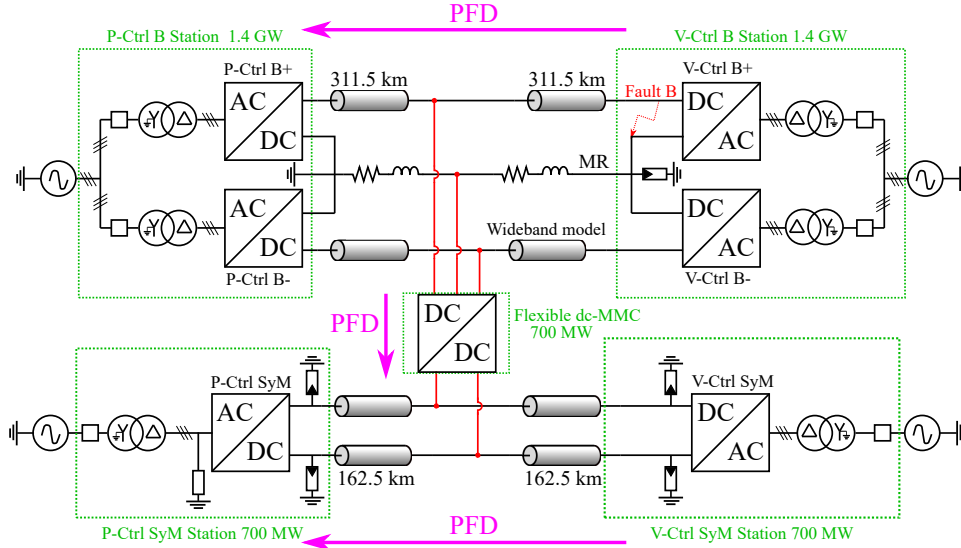 PFD
P-Ctrl B Station 1.4 GW
V-Ctrl B Station 1.4 GW
P-Ctrl B+
311.5 km
311.5 km
V-Ctrl B+
Fault B
AC
DC
DC
AC
MR
AC
DC
DC
AC
Wideband model
P-Ctrl B-
V-Ctrl B-
PFD
DC
DC
Flexible dc-MMC
700 MW
P-Ctrl SyM
V-Ctrl SyM
AC
DC
DC
AC
162.5 km
162.5 km
P-Ctrl SyM Station 700 MW
PFD
V-Ctrl SyM Station 700 MW